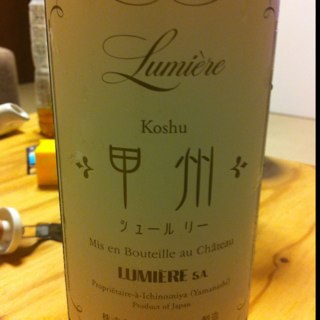 Lumière
Koshu
甲州
シュール リー
Mis en Bouteille au Château
LUMIÈRE SA.
Propriétaire-à-Ichinomiya (Yamanashi)
Product of Japan